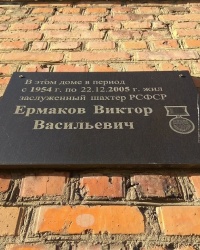 В этом доме в период
с 1954 г. по 22.12.2005 г. жил
заслуженный шахтер РСФСР
Ермаков Виктор
Васильевич